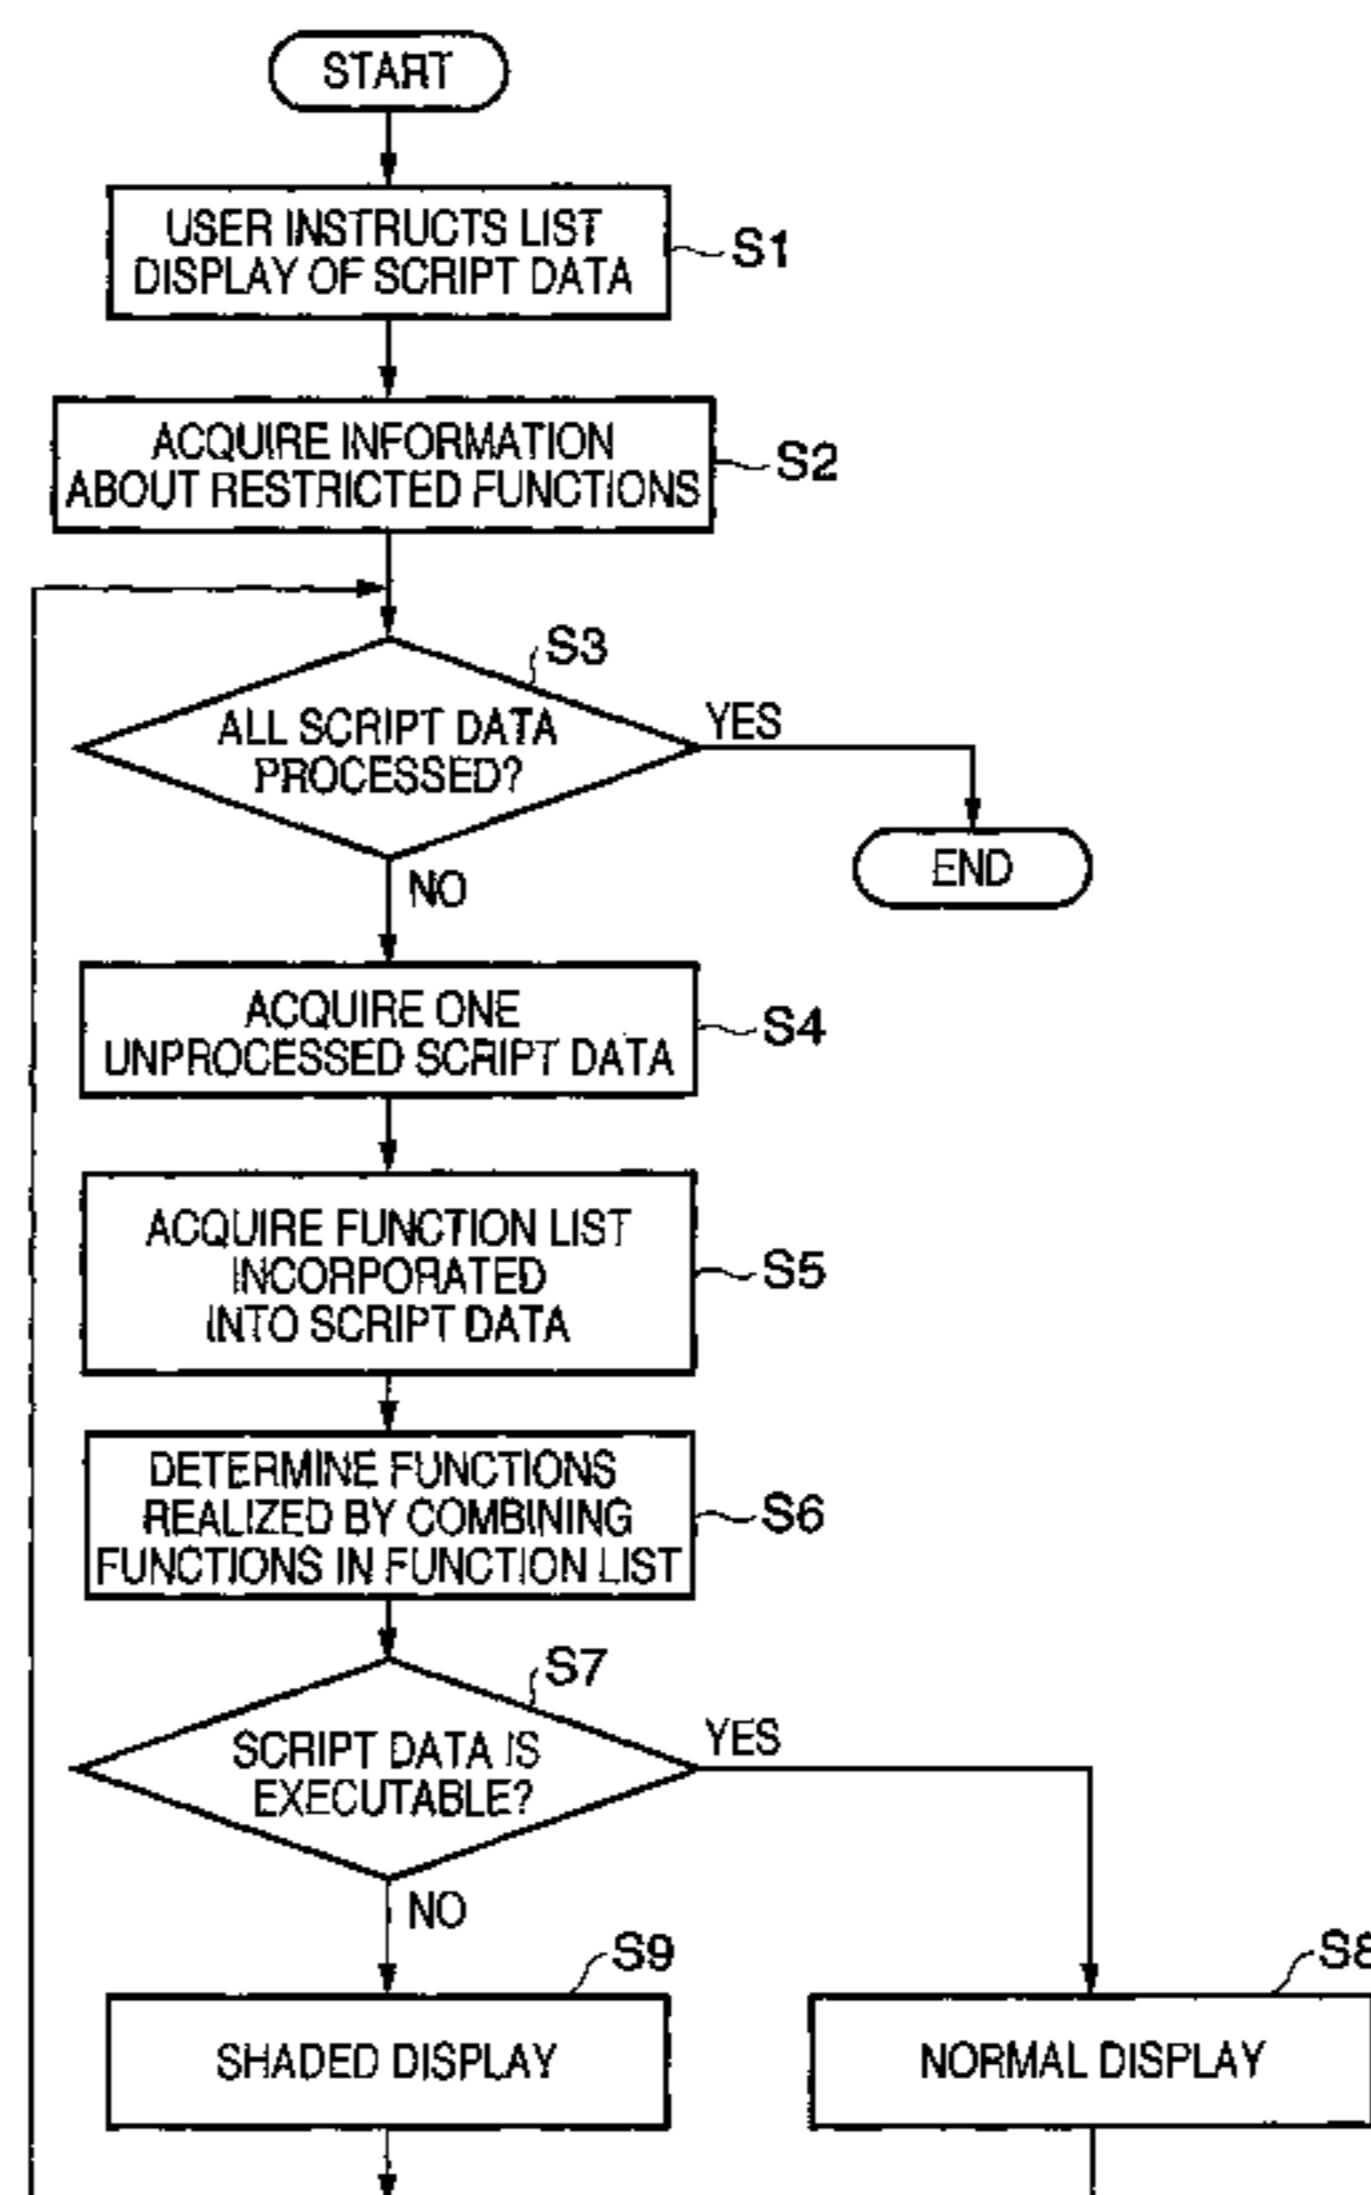 START
USER INSTRUCTS LIST
DISPLAY OF SCRIPT DATA
S1
ACQUIRE INFORMATION
ABOUT RESTRICTED FUNCTIONS
S2
S3
ALL SCRIPT DATA
PROCESSED?
YES
END
NO
ACQUIRE ONE
UNPROCESSED SCRIPT DATA
S4
ACQUIRE FUNCTION LIST
INCORPORATED
INTO SCRIPT DATA
S5
DETERMINE FUNCTIONS
REALIZED BY COMBINING
FUNCTIONS IN FUNCTION LIST
S6
S7
SCRIPT DATA IS
EXECUTABLE?
YES
NO
S9
SHADED DISPLAY
S8
NORMAL DISPLAY